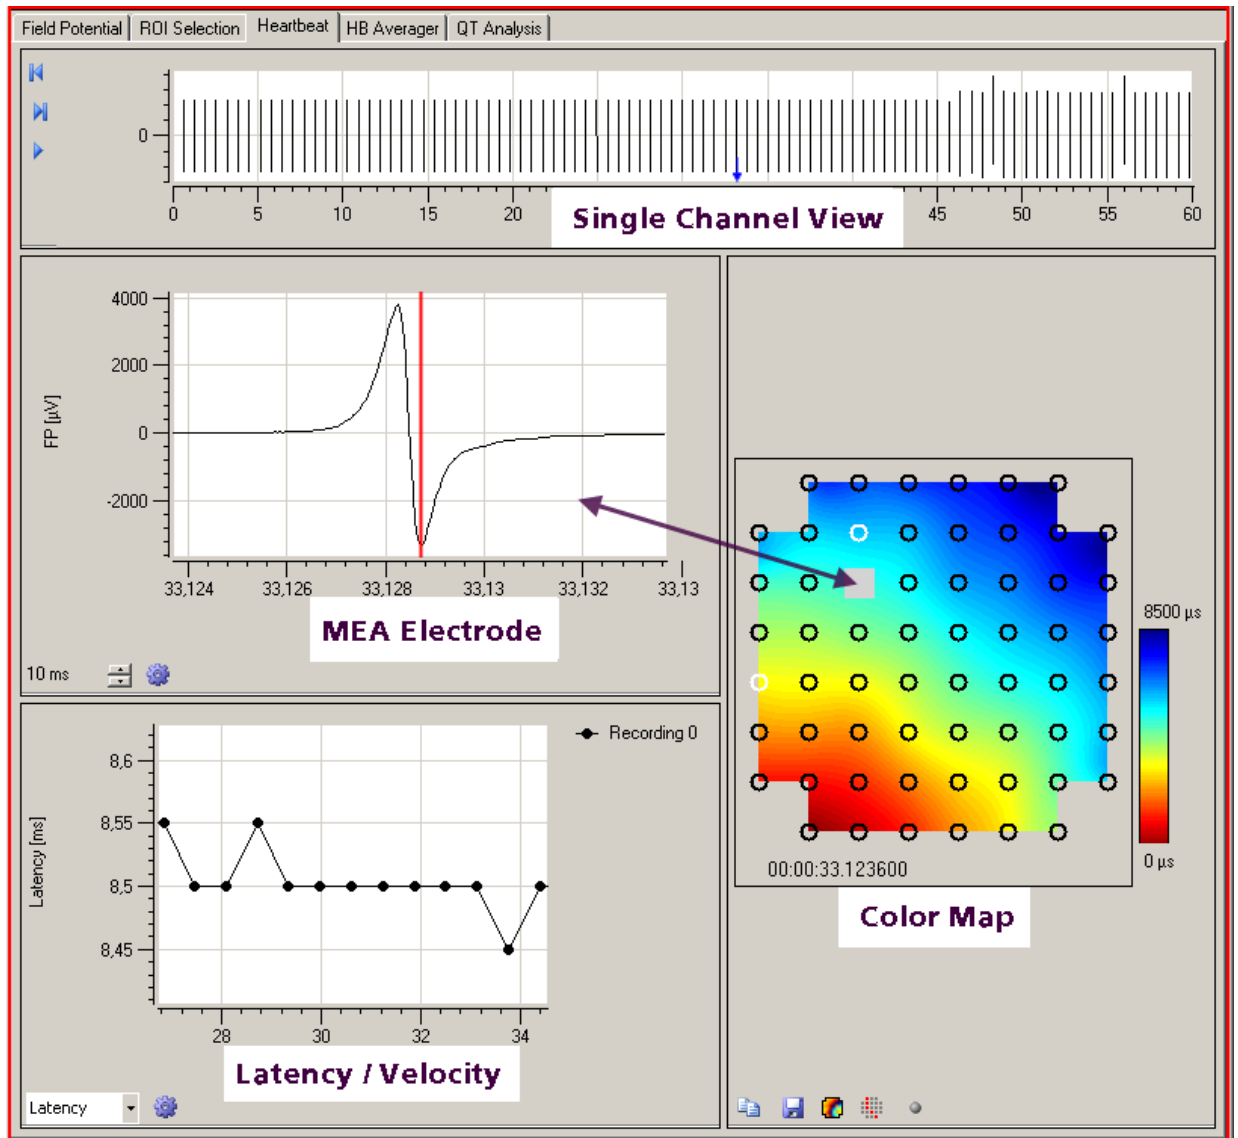 Field Potential ROI Selection Heartbeat HB Averager QT Analysis
0
0 5 10 15 20 45 50 55 60
Single Channel View
4000
2000
0
-2000
FP [µV]
33,124 33,126 33,128 33,13 33,132 33,13
MEA Electrode
10 ms
8500 µs
0 µs
00:00:33.123600
Color Map
Recording 0
8,6
8,55
8,5
8,45
Latency [ms]
28 30 32 34
Latency / Velocity
Latency